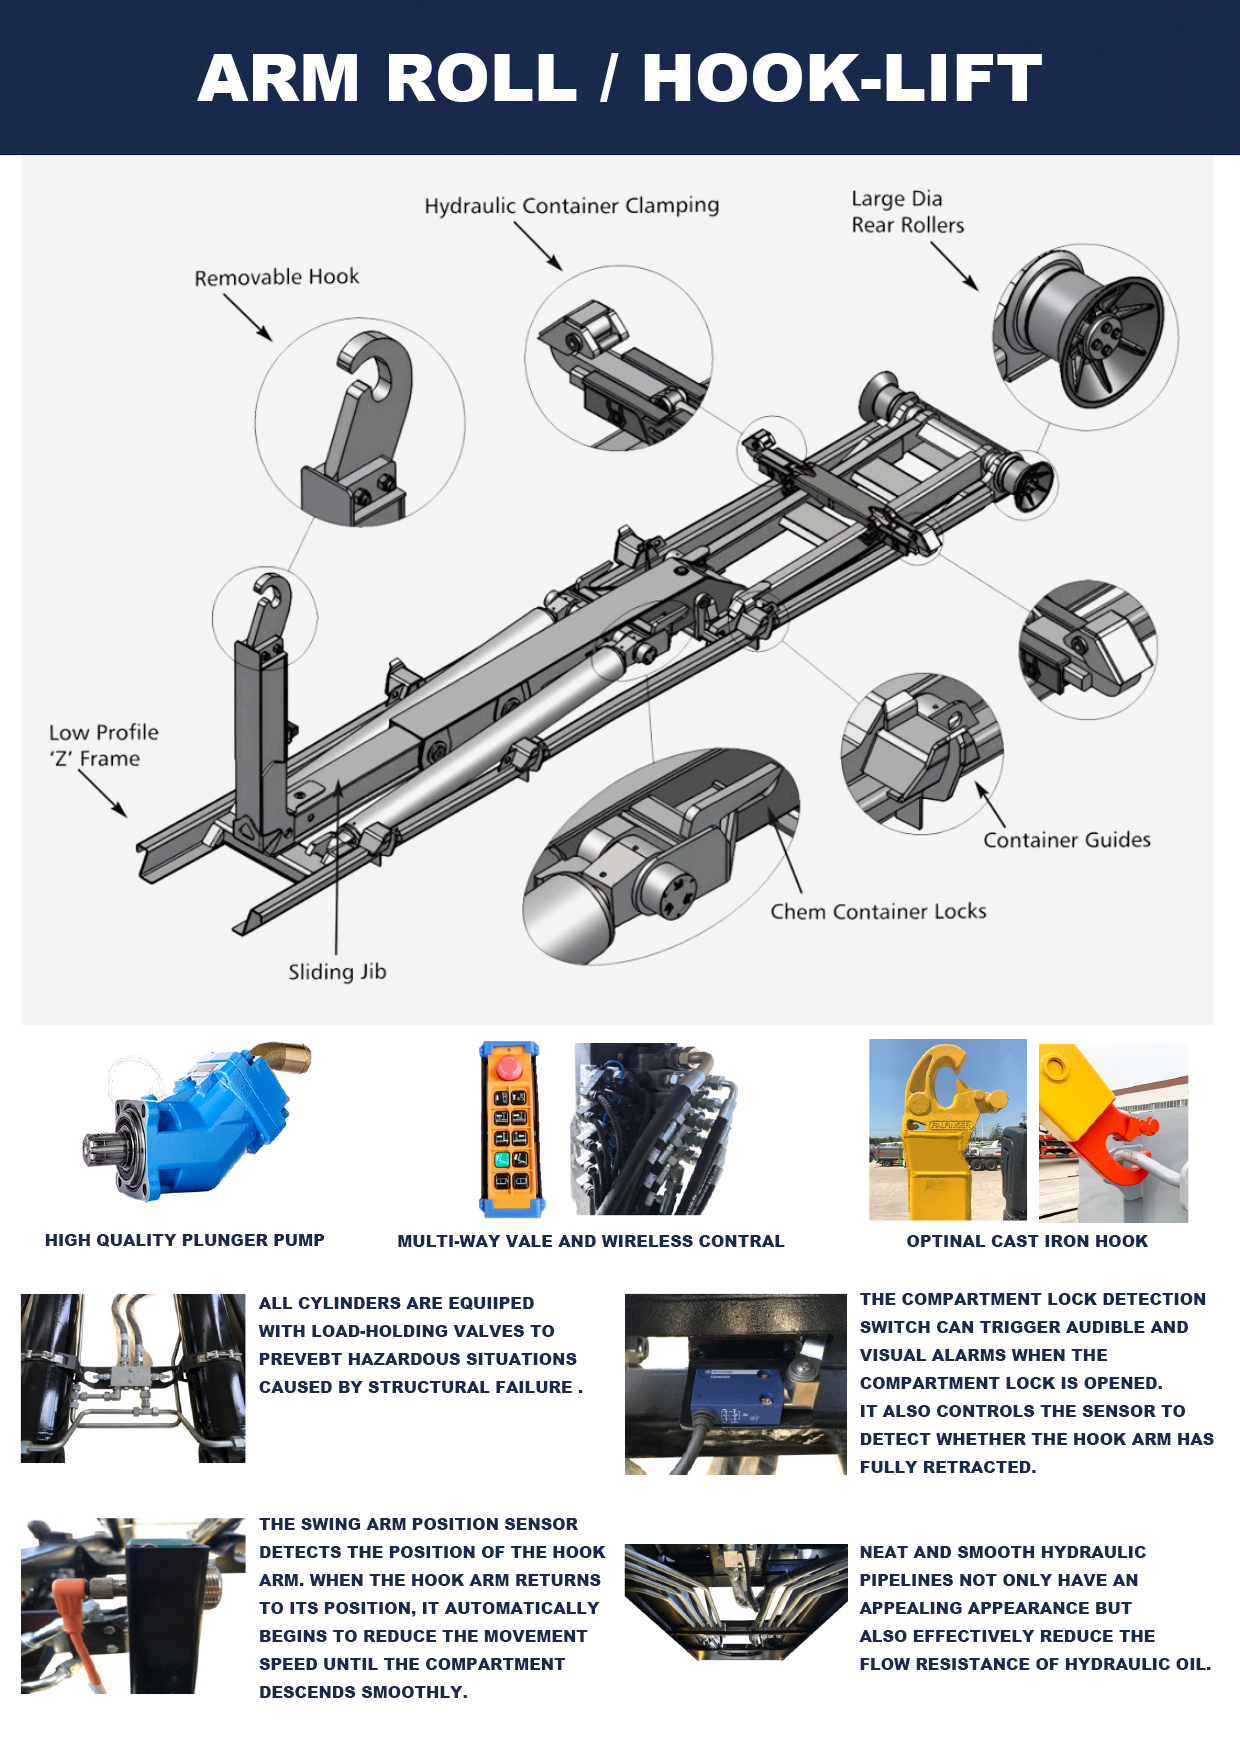 ARM ROLL / HOOK-LIFT
Hydraulic Container Clamping
Large Dia
Rear Rollers
Removable Hook
Low Profile
‘Z’ Frame
Container Guides
Chem Container Locks
Sliding Jib
HIGH QUALITY PLUNGER PUMP
MULTI-WAY VALE AND WIRELESS CONTRAL
OPTINAL CAST IRON HOOK
ALL CYLINDERS ARE EQUIIPED
WITH LOAD-HOLDING VALVES TO
PREVEBT HAZARDOUS SITUATIONS
CAUSED BY STRUCTURAL FAILURE .
THE COMPARTMENT LOCK DETECTION
SWITCH CAN TRIGGER AUDIBLE AND
VISUAL ALARMS WHEN THE
COMPARTMENT LOCK IS OPENED.
IT ALSO CONTROLS THE SENSOR TO
DETECT WHETHER THE HOOK ARM HAS
FULLY RETRACTED.
THE SWING ARM POSITION SENSOR
DETECTS THE POSITION OF THE HOOK
ARM. WHEN THE HOOK ARM RETURNS
TO ITS POSITION, IT AUTOMATICALLY
BEGINS TO REDUCE THE MOVEMENT
SPEED UNTIL THE COMPARTMENT
DESCENDS SMOOTHLY.
NEAT AND SMOOTH HYDRAULIC
PIPELINES NOT ONLY HAVE AN
APPEALING APPEARANCE BUT
ALSO EFFECTIVELY REDUCE THE
FLOW RESISTANCE OF HYDRAULIC OIL.